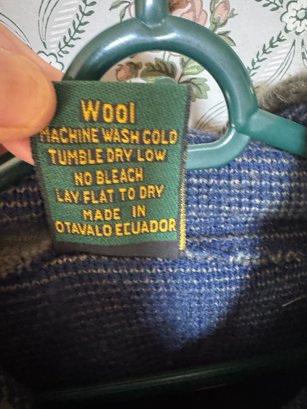 Wool
MACHINE WASH COLD
TUMBLE DRY LOW
NO BLEACH
LAY FLAT TO DRY
MADE IN
OTAVALO ECUADOR